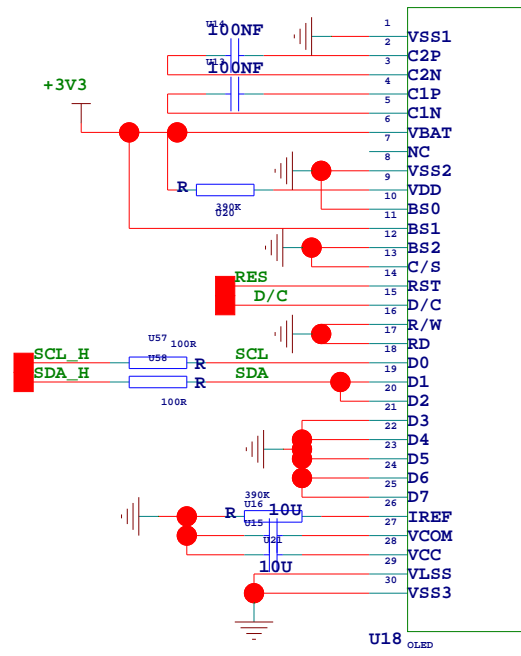 1
U14
100NF
2
VSS1
3
C2P
U13
100NF
4
C2N
+3V3
5
C1P
6
C1N
7
VBAT
8
NC
9
VSS2
R
10
VDD
390K
U20
11
BS0
12
BS1
13
BS2
14
C/S
RES
15
RST
D/C
16
D/C
17
R/W
U57
100R
18
RD
SCL_H
U58
R
SCL
19
D0
SDA_H
R
SDA
20
D1
100R
21
D2
22
D3
23
D4
24
D5
25
D6
390K
26
D7
U16
R
10U
27
IREF
U15
28
VCOM
U21
29
VCC
10U
30
VLSS
VSS3
U18
OLED